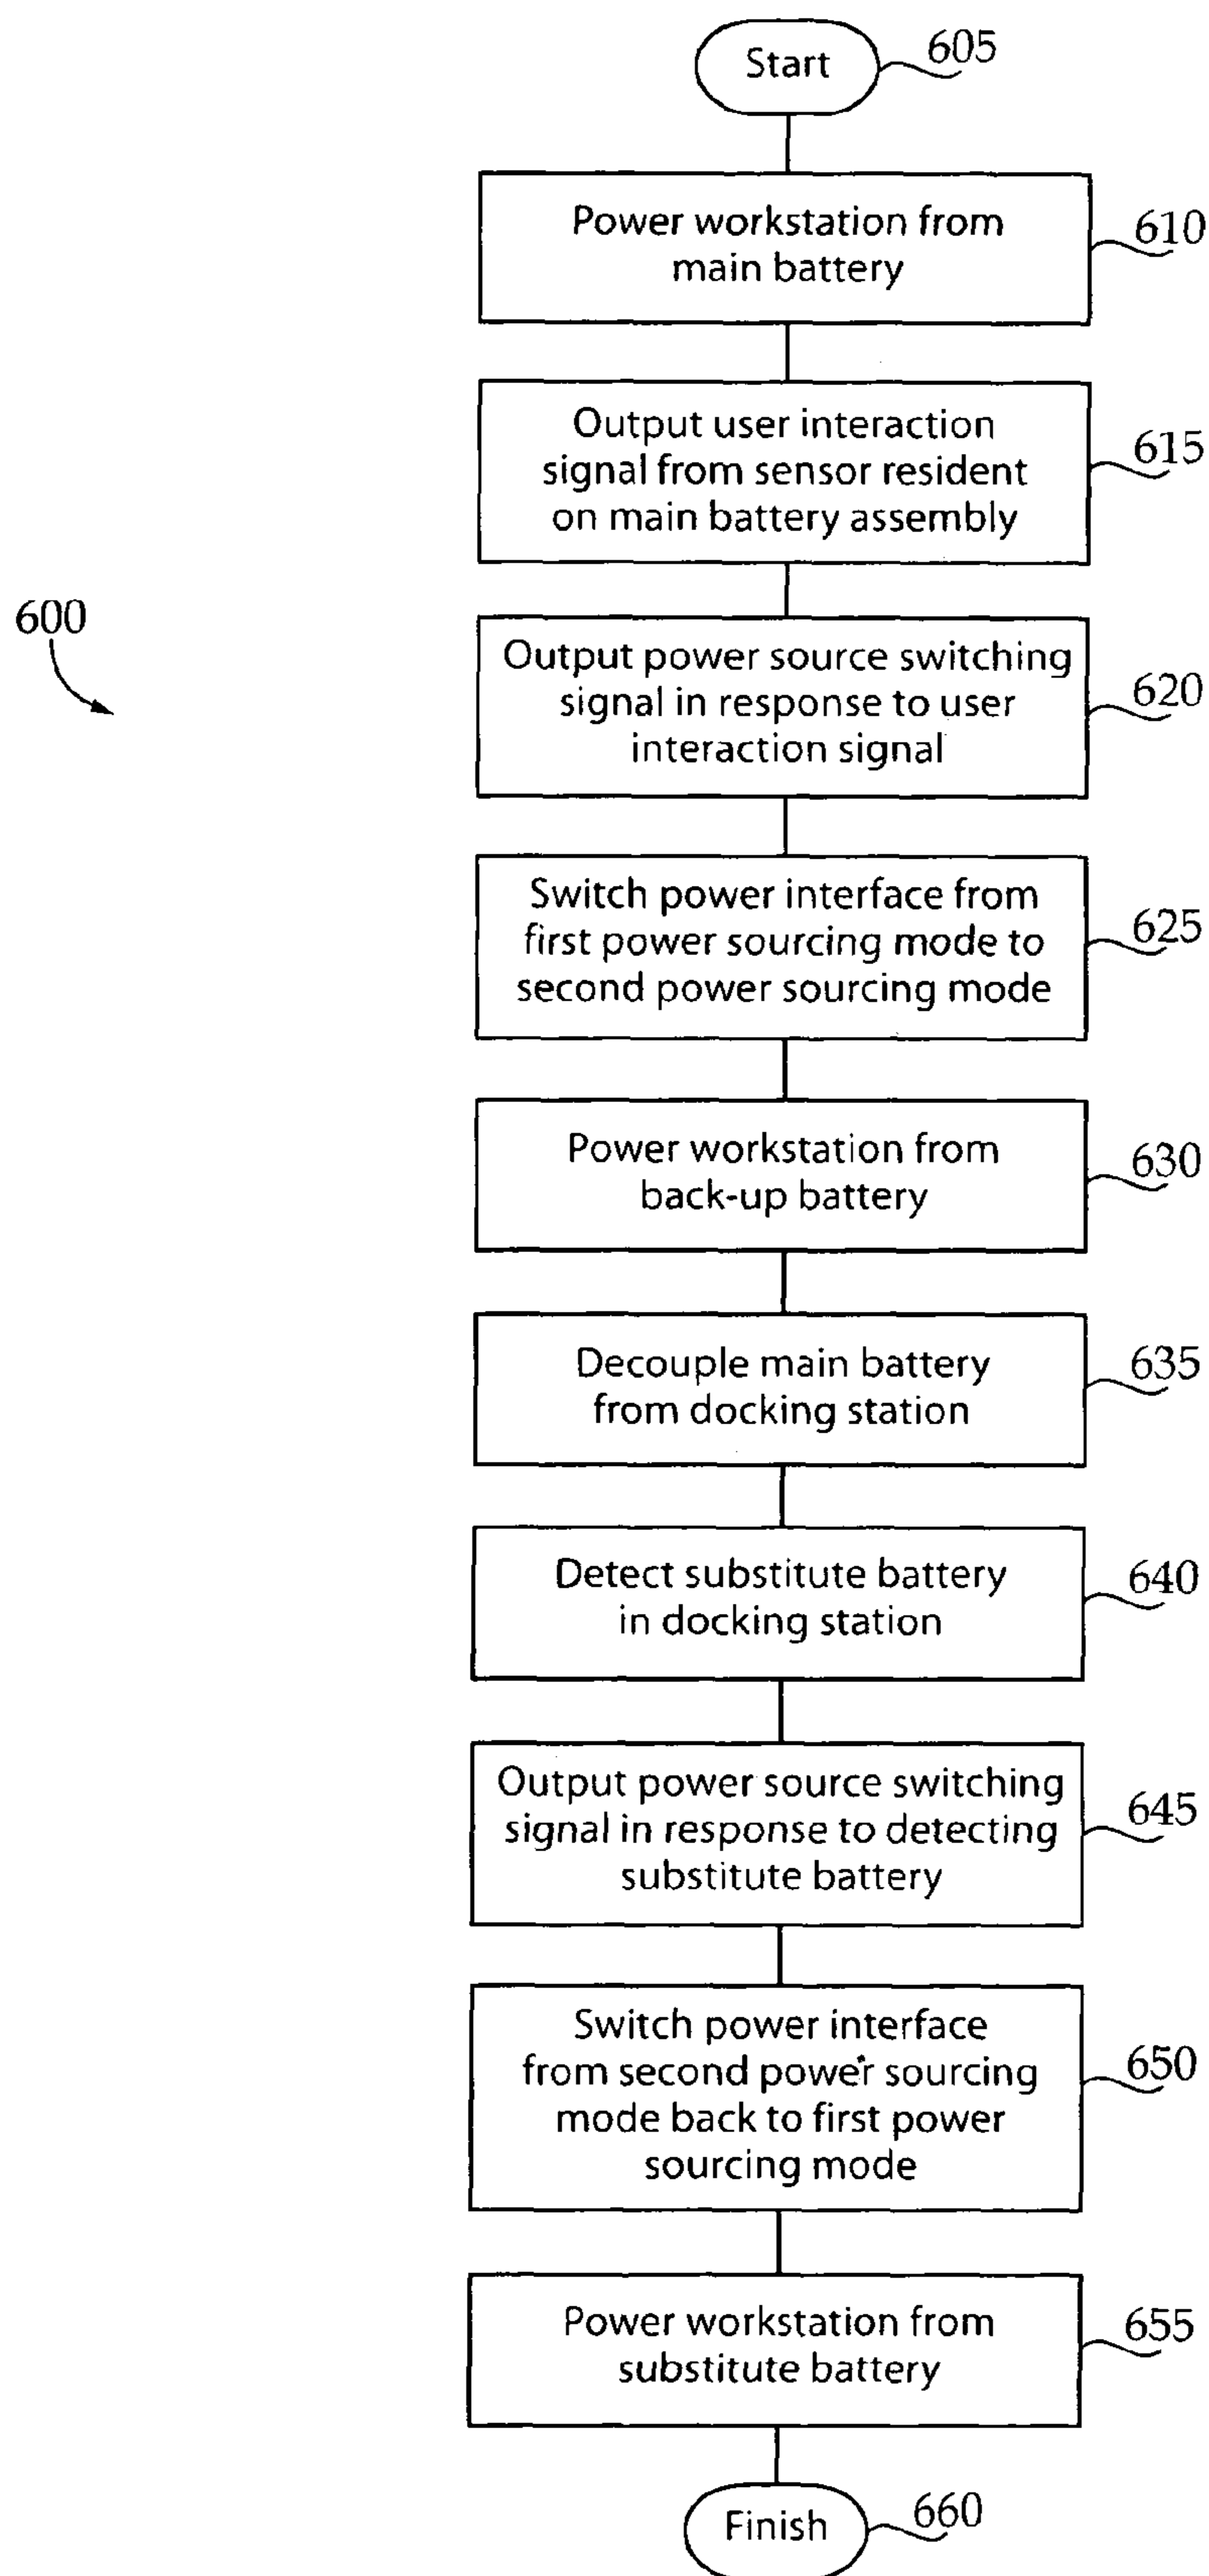 Start
605
Power workstation from
main battery
610
Output user interaction
signal from sensor resident
on main battery assembly
615
600
Output power source switching
signal in response to user
interaction signal
620
Switch power interface from
first power sourcing mode to
second power sourcing mode
625
Power workstation from
back-up battery
630
Decouple main battery
from docking station
635
Detect substitute battery
in docking station
640
Output power source switching
signal in response to detecting
substitute battery
645
Switch power interface
from second power sourcing
mode back to first power
sourcing mode
650
Power workstation from
substitute battery
655
Finish
660